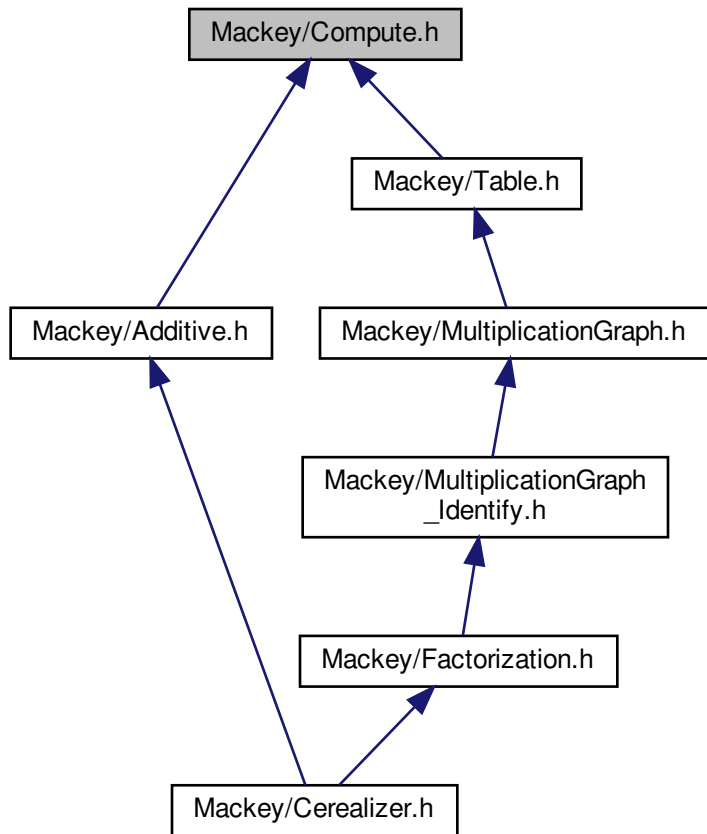 Mackey/Compute.h
Mackey/Table.h
Mackey/Additive.h
Mackey/MultiplicationGraph.h
Mackey/MultiplicationGraph
_Identify.h
Mackey/Factorization.h
Mackey/Cerealizer.h